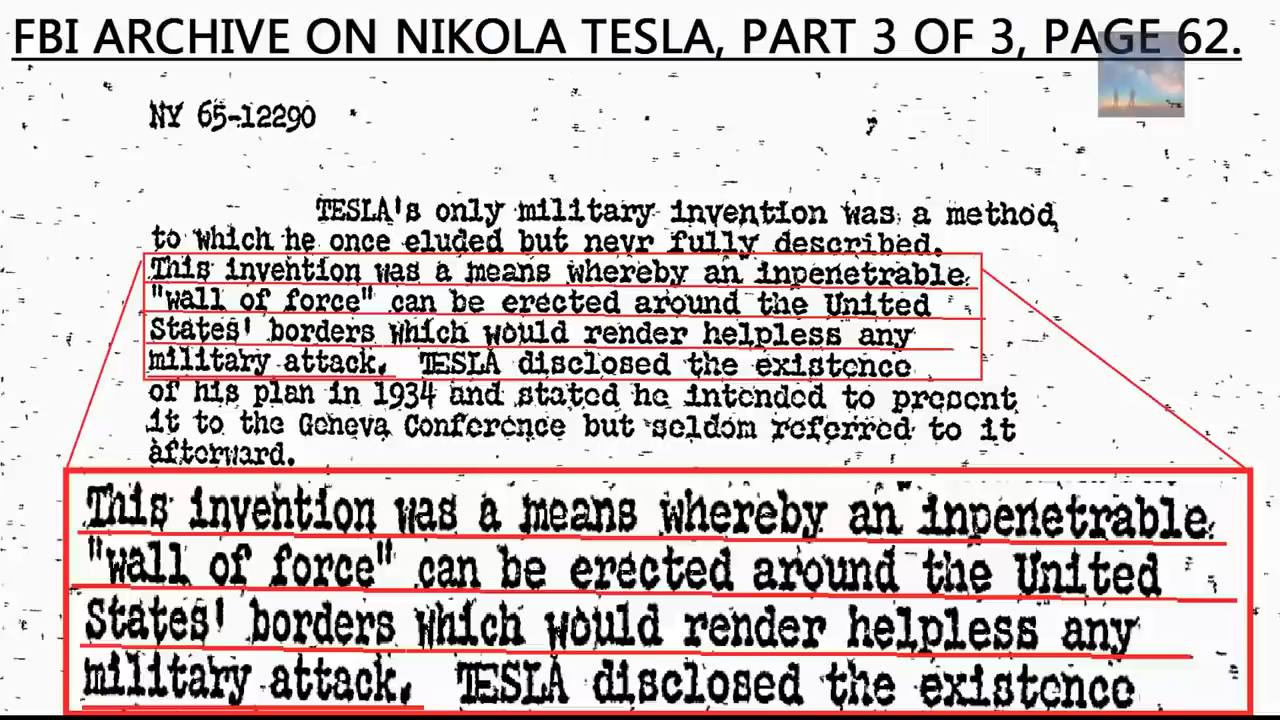 FBI ARCHIVE ON NIKOLA TESLA, PART 3 OF 3, PAGE 62.
NY 65-12290
TESLA's only military invention was a method
to which he once eluded but nevr fully described.
This invention was a means whereby an inpenetrable
"wall of force" can be erected around the United
States' borders which would render helpless any
military attack. TESLA disclosed the existence
of his plan in 1934 and stated he intended to present
it to the Geneva Conference but seldom referred to it
afterward.
This invention was a means whereby an inpenetrable
"wall of force" can be erected around the United
States' borders which would render helpless any
military attack. TESLA disclosed the existence